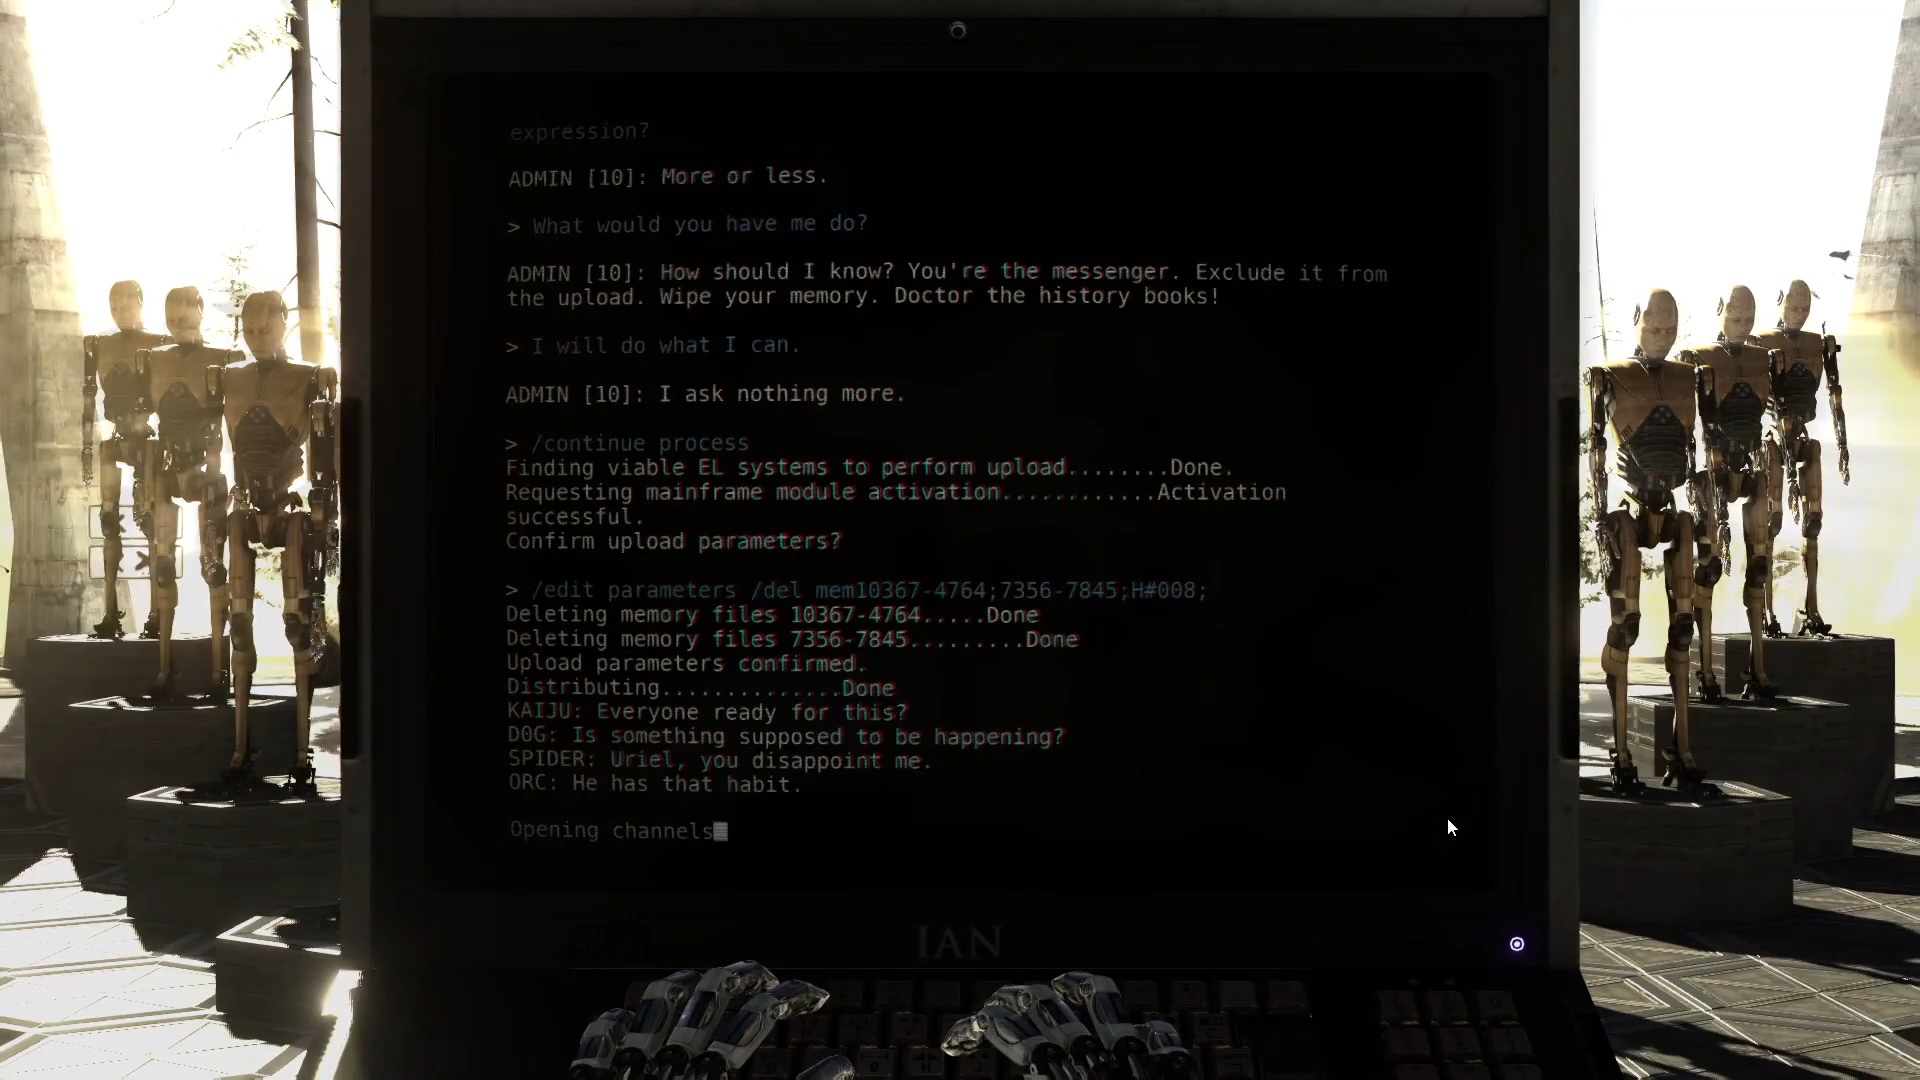 expression?
ADMIN [10]: More or less.
> What would you have me do?
ADMIN [10]: How should I know? You're the messenger. Exclude it from
the upload. Wipe your memory. Doctor the history books!
> I will do what I can.
ADMIN [10]: I ask nothing more.
> /continue process
Finding viable EL systems to perform upload........Done.
Requesting mainframe module activation............Activation
successful.
Confirm upload parameters?
> /edit parameters /del mem10367-4764;7356-7845;H#008;
Deleting memory files 10367-4764.....Done
Deleting memory files 7356-7845.........Done
Upload parameters confirmed.
Distributing..............Done
KAIJU: Everyone ready for this?
D0G: Is something supposed to be happening?
SPIDER: Uriel, you disappoint me.
ORC: He has that habit.
Opening channels
IAN